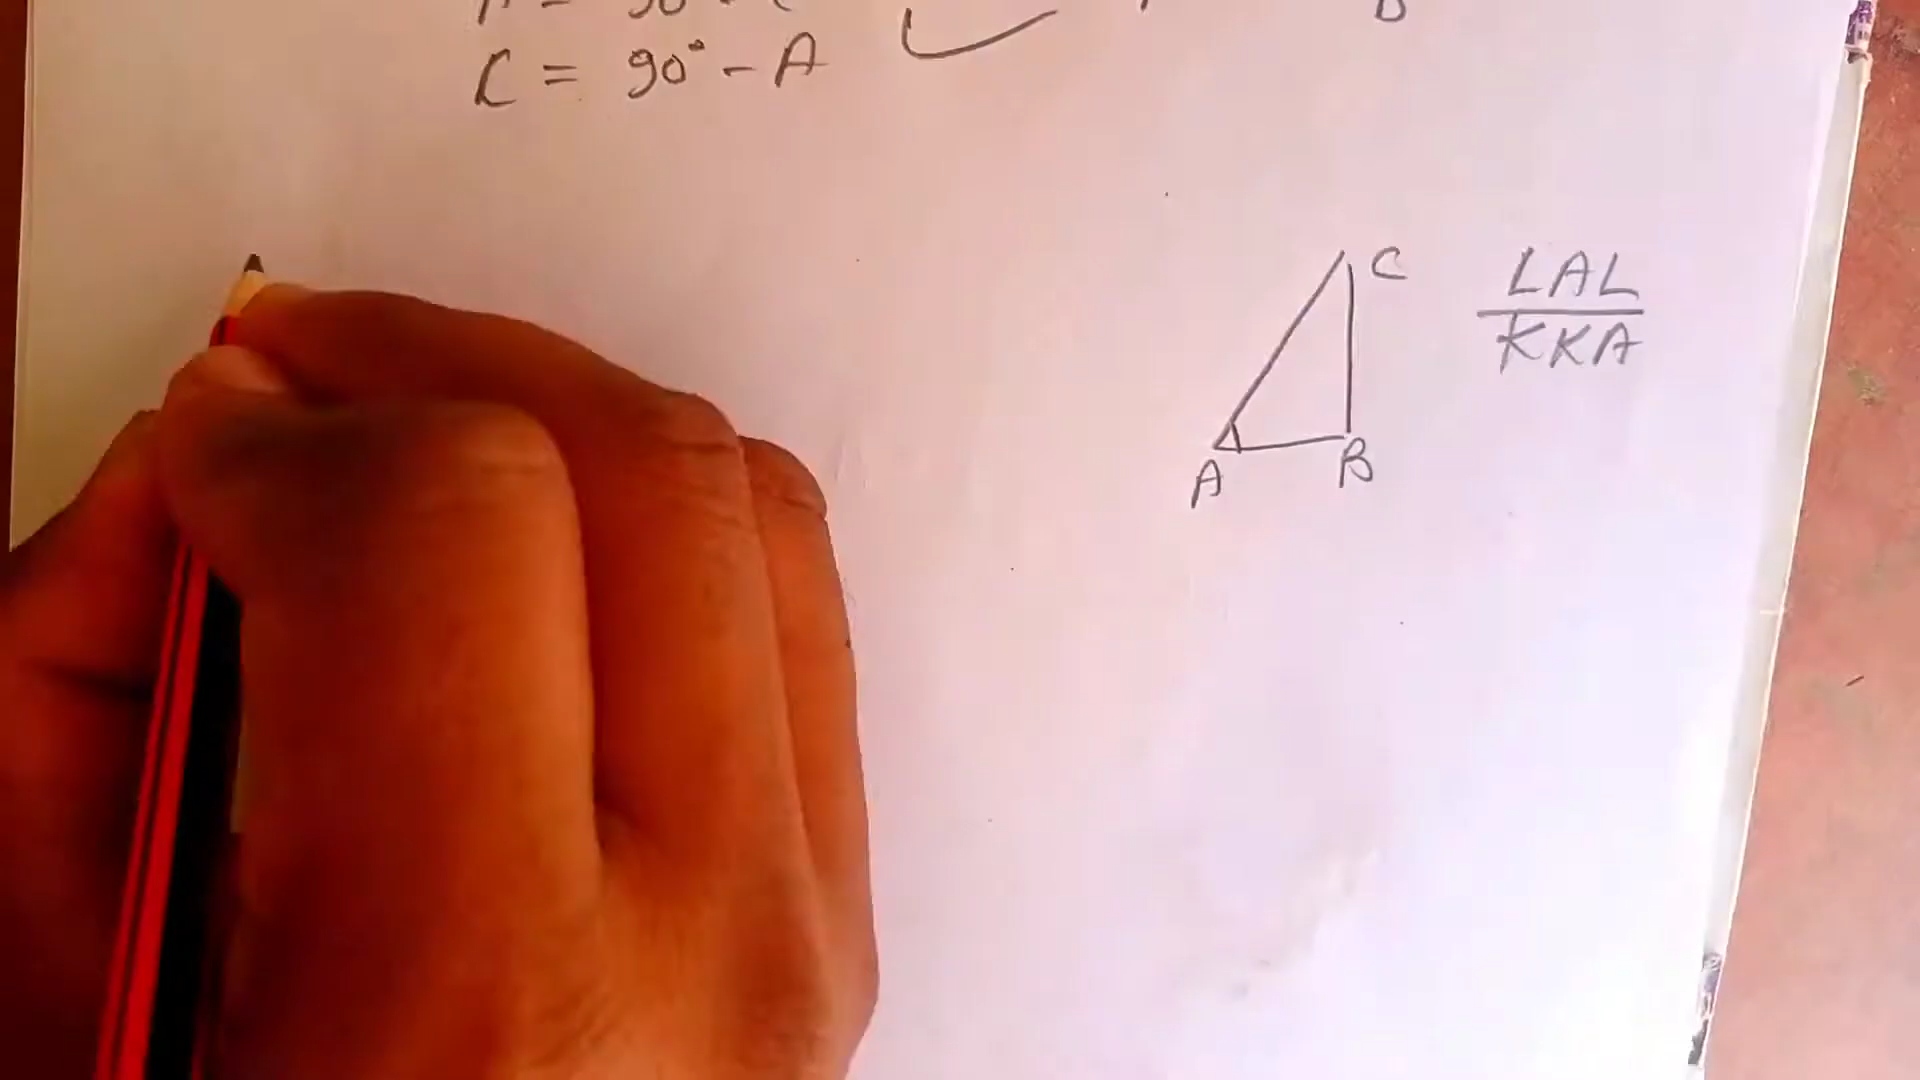 C = 90° - A
C
LAL
KKA
A
B